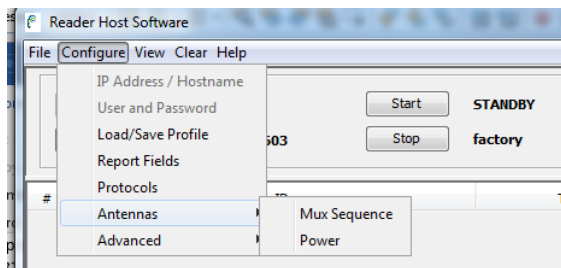 Reader Host Software
File Configure View Clear Help
IP Address / Hostname
User and Password
Start STANDBY
Load/Save Profile
503 Stop factory
Report Fields
Protocols
#
Antennas Mux Sequence
Advanced Power